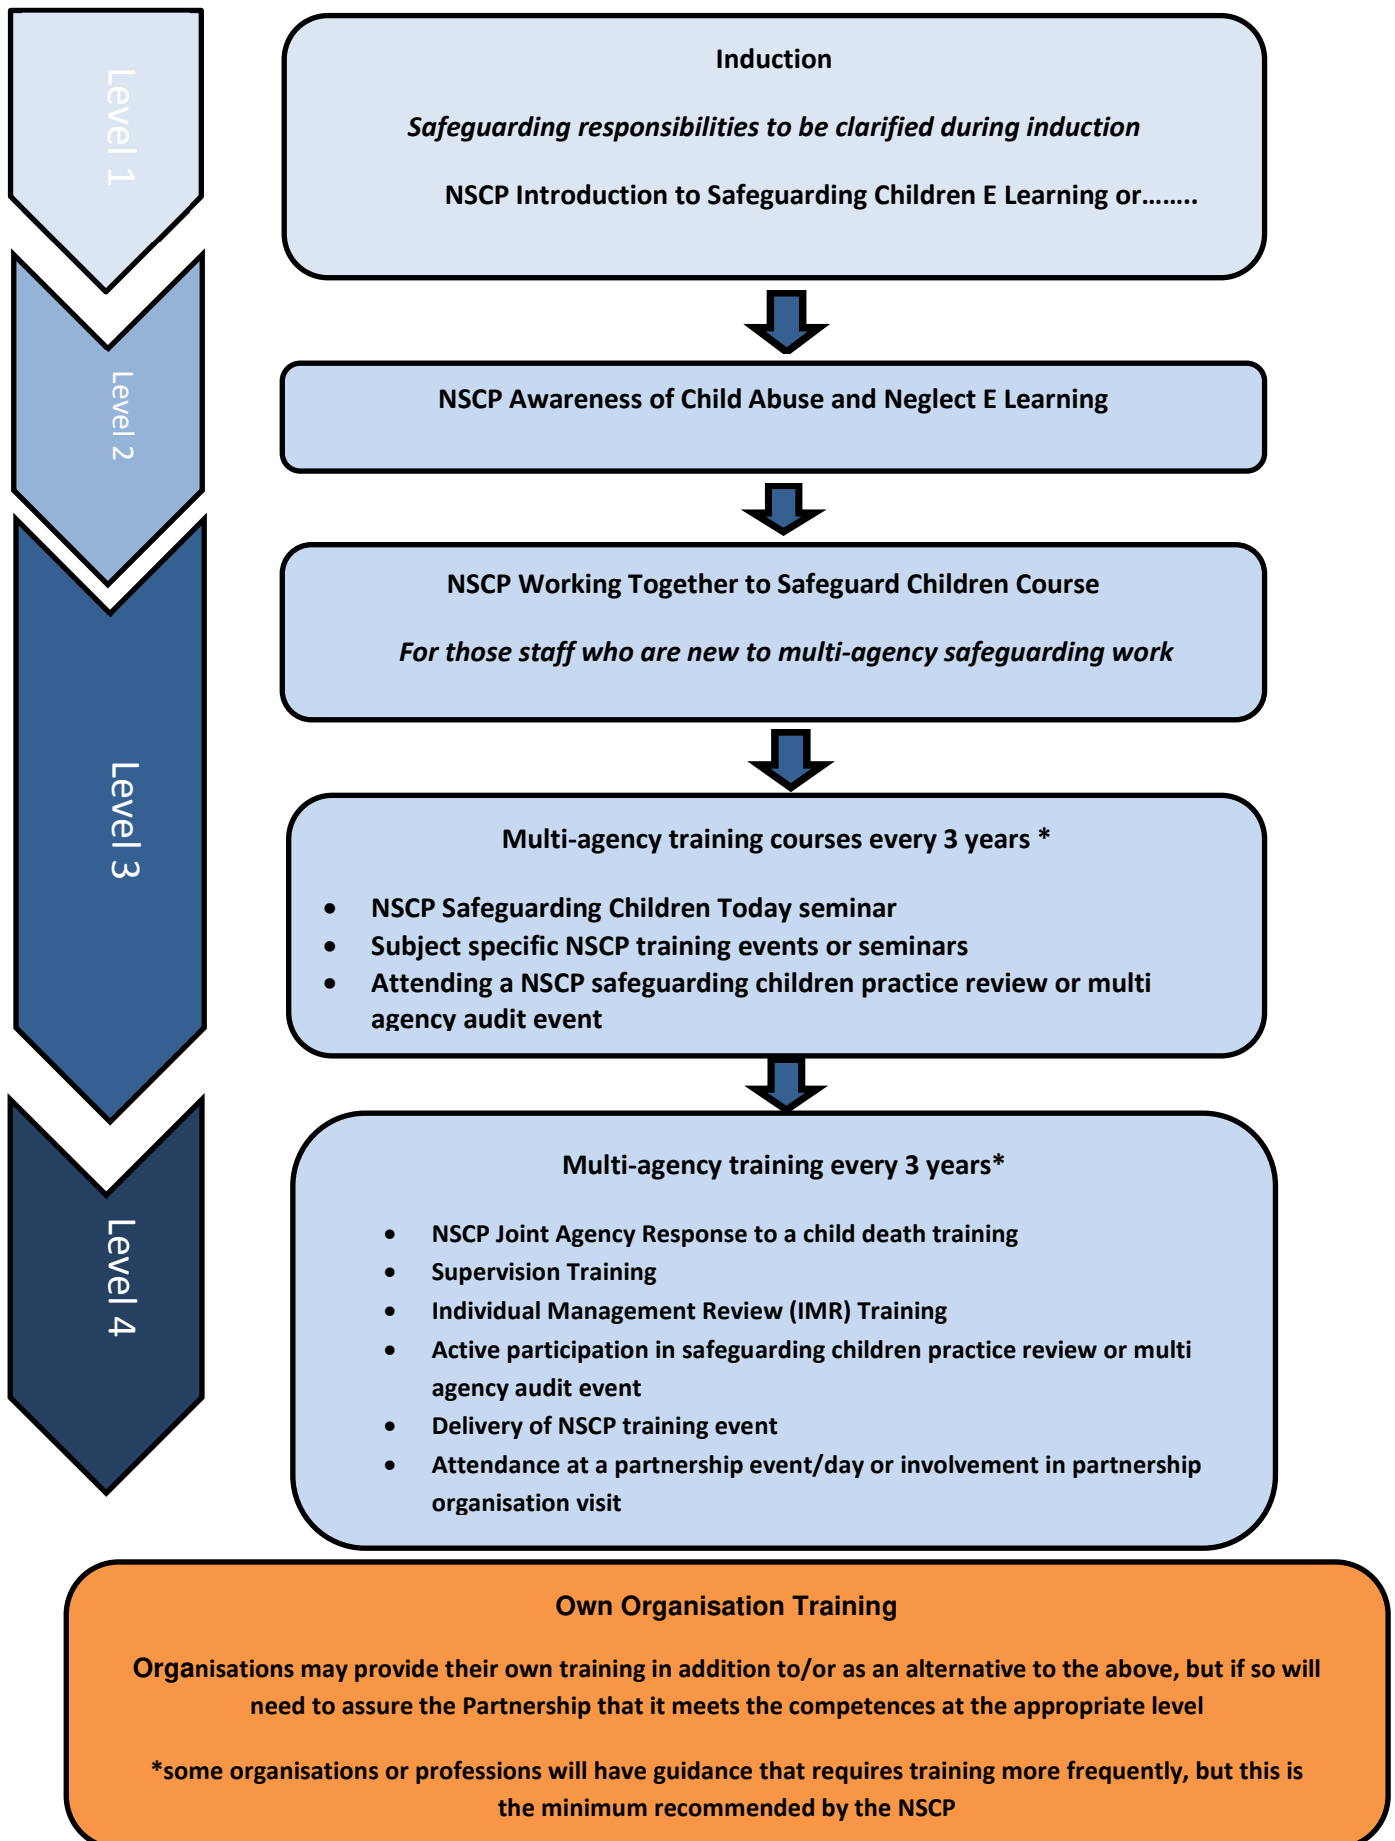 Level 1
Induction
Safeguarding responsibilities to be clarified during induction
NSCP Introduction to Safeguarding Children E Learning or........
Level 2
NSCP Awareness of Child Abuse and Neglect E Learning
Level 3
NSCP Working Together to Safeguard Children Course
For those staff who are new to multi-agency safeguarding work
Multi-agency training courses every 3 years *
• NSCP Safeguarding Children Today seminar
• Subject specific NSCP training events or seminars
• Attending a NSCP safeguarding children practice review or multi
agency audit event
Level 4
Multi-agency training every 3 years*
• NSCP Joint Agency Response to a child death training
• Supervision Training
• Individual Management Review (IMR) Training
• Active participation in safeguarding children practice review or multi
agency audit event
• Delivery of NSCP training event
• Attendance at a partnership event/day or involvement in partnership
organisation visit
Own Organisation Training
Organisations may provide their own training in addition to/or as an alternative to the above, but if so will
need to assure the Partnership that it meets the competences at the appropriate level
*some organisations or professions will have guidance that requires training more frequently, but this is
the minimum recommended by the NSCP